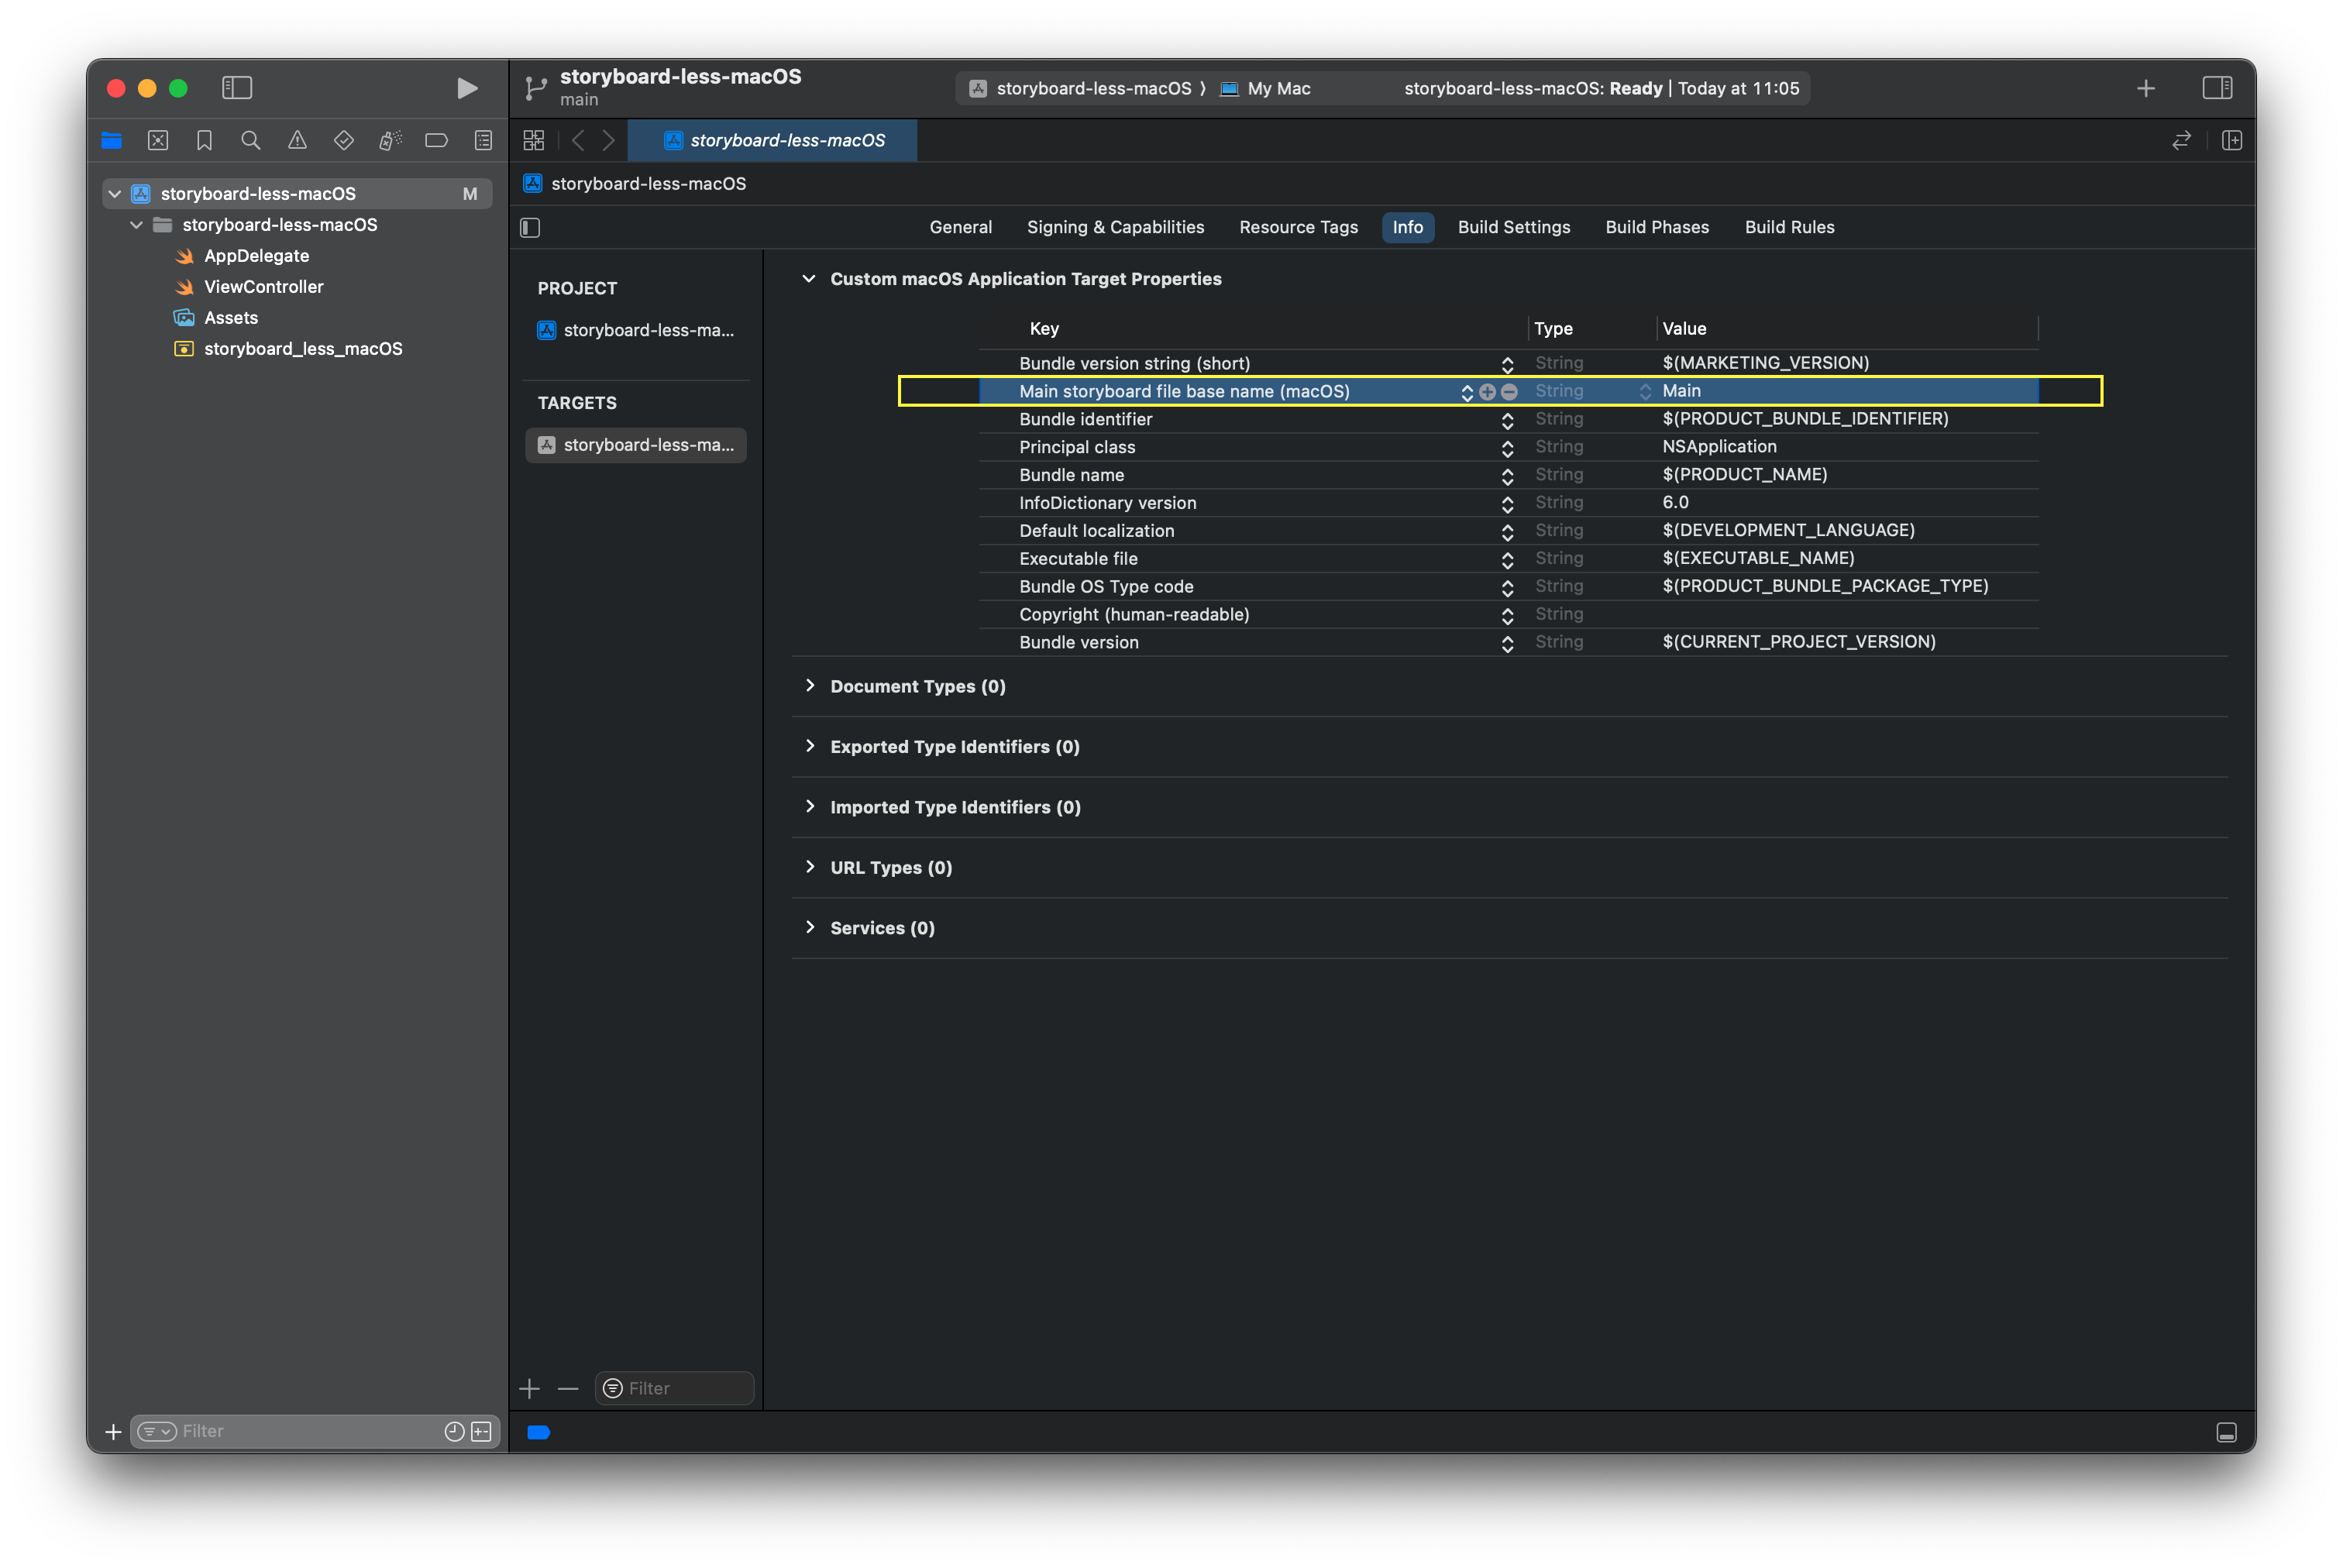 storyboard-less-macOS
main
storyboard-less-macOS ⟩ My Mac
storyboard-less-macOS: Ready | Today at 11:05
storyboard-less-macOS
storyboard-less-macOS M
storyboard-less-macOS
AppDelegate
ViewController
Assets
storyboard_less_macOS
Filter
storyboard-less-macOS
General Signing & Capabilities Resource Tags Info Build Settings Build Phases Build Rules
PROJECT
storyboard-less-ma...
TARGETS
storyboard-less-ma...
Filter
Custom macOS Application Target Properties
Key Type Value
Bundle version string (short) String $(MARKETING_VERSION)
Main storyboard file base name (macOS) String Main
Bundle identifier String $(PRODUCT_BUNDLE_IDENTIFIER)
Principal class String NSApplication
Bundle name String $(PRODUCT_NAME)
InfoDictionary version String 6.0
Default localization String $(DEVELOPMENT_LANGUAGE)
Executable file String $(EXECUTABLE_NAME)
Bundle OS Type code String $(PRODUCT_BUNDLE_PACKAGE_TYPE)
Copyright (human-readable) String
Bundle version String $(CURRENT_PROJECT_VERSION)
Document Types (0)
Exported Type Identifiers (0)
Imported Type Identifiers (0)
URL Types (0)
Services (0)